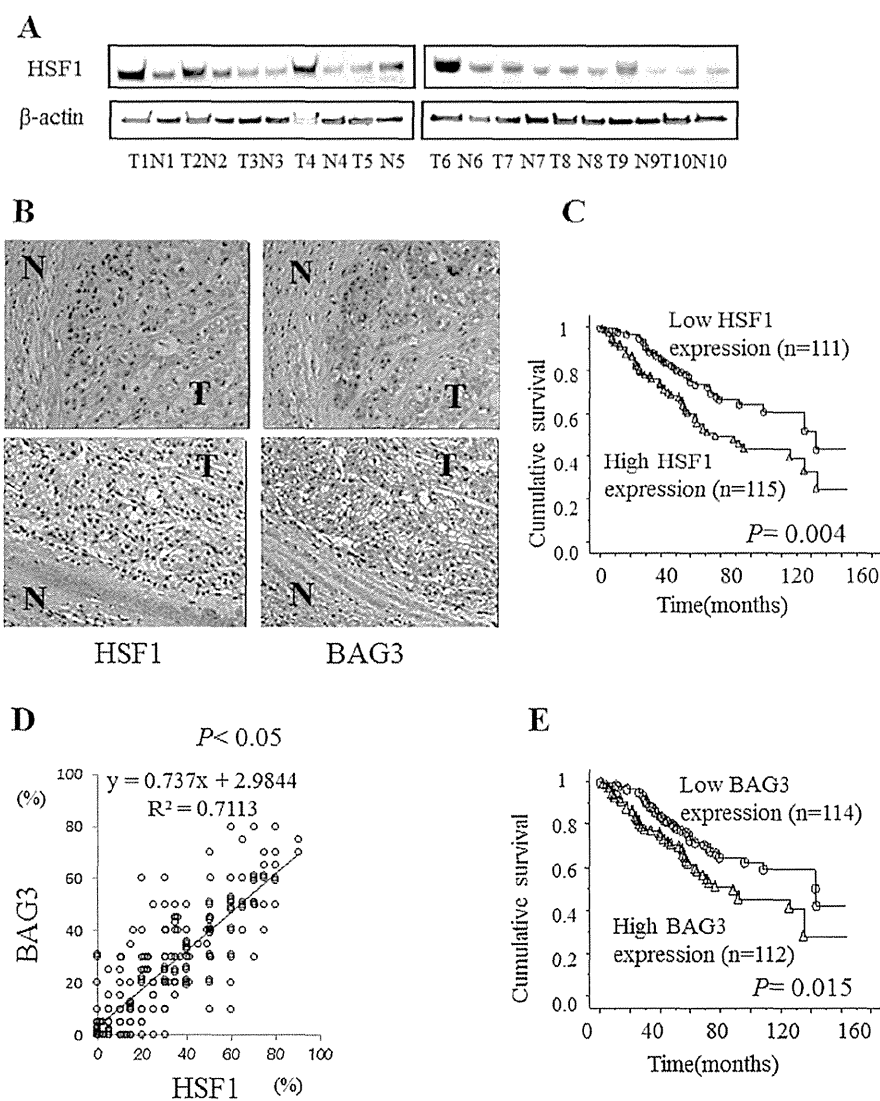 A
HSF1
β-actin
T1N1 T2N2 T3N3 T4 N4 T5 N5
T6 N6 T7 N7 T8 N8 T9 N9T10N10
B
N
T
N
T
T
N
T
N
HSF1
BAG3
C
Cumulative survival
1
0.8
0.6
0.4
0.2
0.0
Low HSF1
expression (n=111)
High HSF1
expression (n=115)
P= 0.004
0 40 80 120 160
Time(months)
D
P< 0.05
y = 0.737x + 2.9844
R² = 0.7113
(%)
BAG3
100
80
60
40
20
0
0 20 40 60 80 100
HSF1 (%)
E
Cumulative survival
1
0.8
0.6
0.4
0.2
0.0
Low BAG3
expression (n=114)
High BAG3
expression (n=112)
P= 0.015
0 40 80 120 160
Time(months)